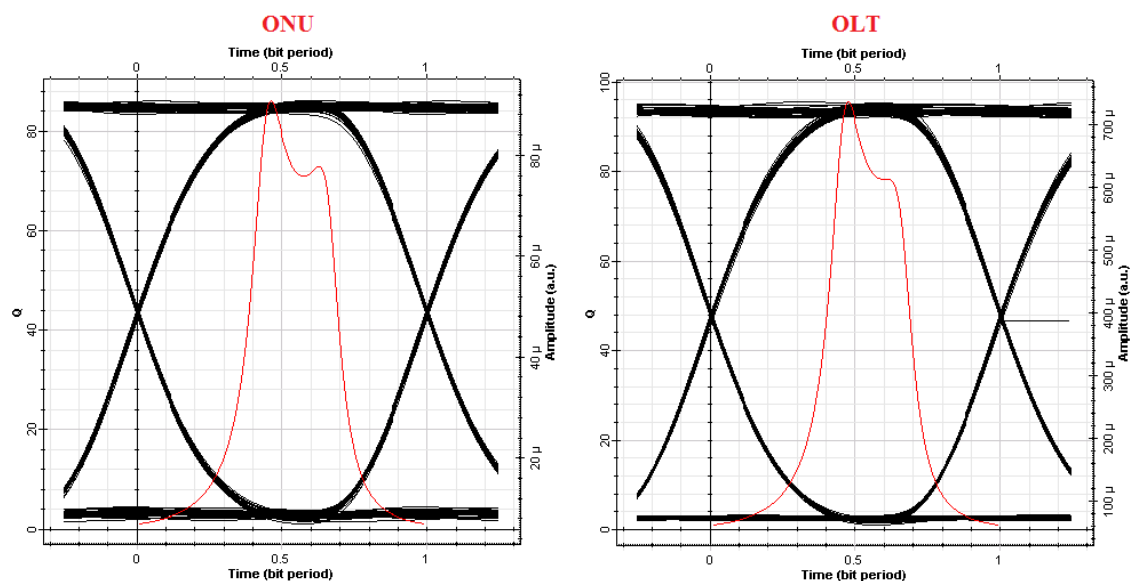 ONU
Time (bit period)
0 0.5 1
80
60
40
20
0
Q
80 µ
60 µ
40 µ
20 µ
Amplitude (a.u.)
0 0.5 1
Time (bit period)
OLT
Time (bit period)
0 0.5 1
100
80
60
40
20
0
Q
700 µ
600 µ
500 µ
400 µ
300 µ
200 µ
100 µ
Amplitude (a.u.)
0 0.5 1
Time (bit period)